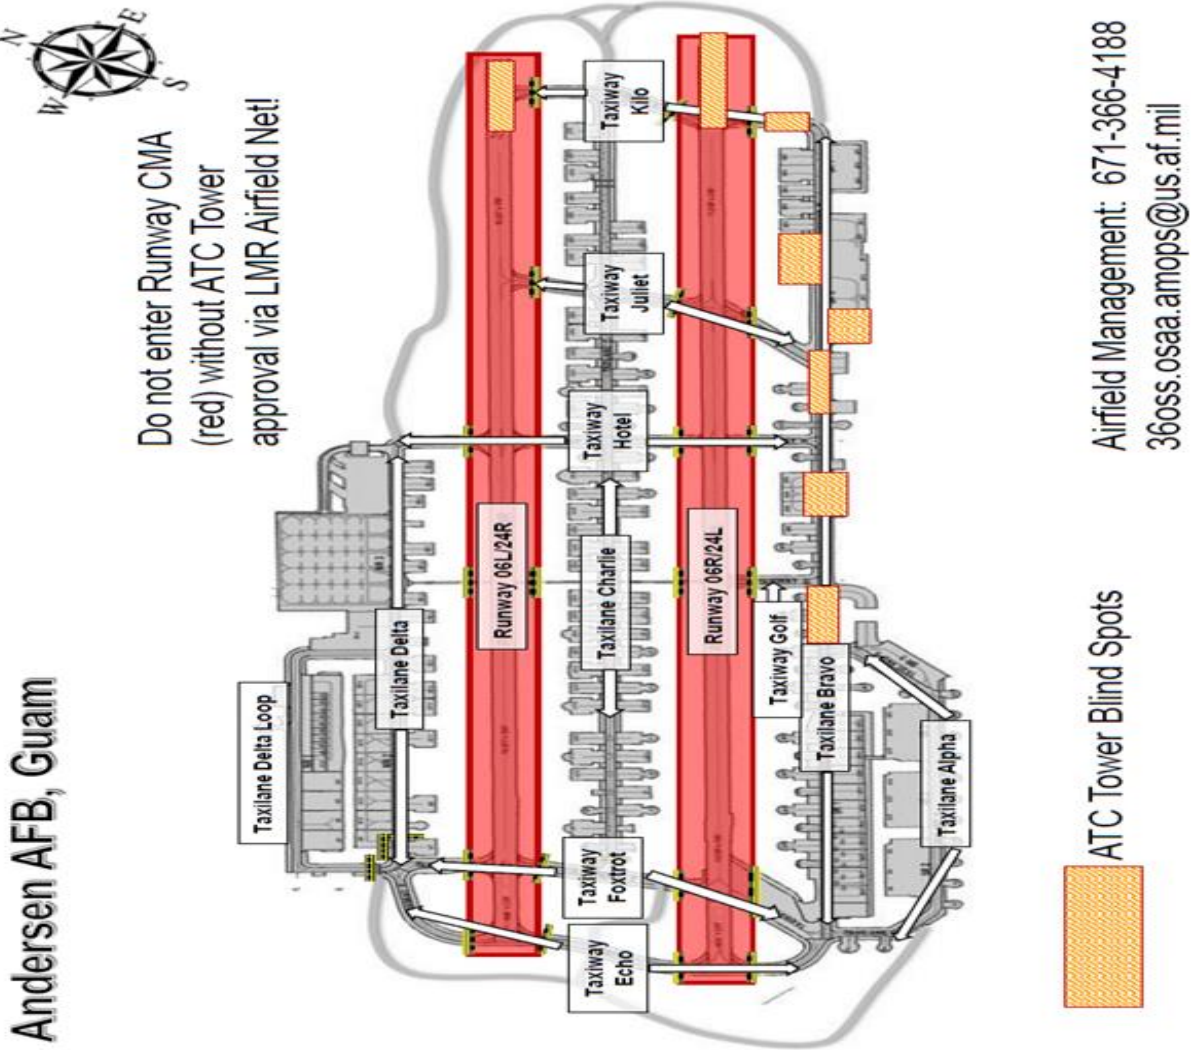 Andersen AFB, Guam
Do not enter Runway CMA
(red) without ATC Tower
approval via LMR Airfield Net!
N
E
S
W
Taxilane Delta Loop
Taxilane Delta
Runway 06L/24R
Taxiway
Echo
Taxiway
Foxtrot
Taxilane Charlie
Taxiway
Hotel
Taxiway
Juliet
Taxiway
Kilo
Runway 06R/24L
Taxiway Golf
Taxilane Bravo
Taxilane Alpha
ATC Tower Blind Spots
Airfield Management:  671-366-4188
36oss.osaa.amops@us.af.mil